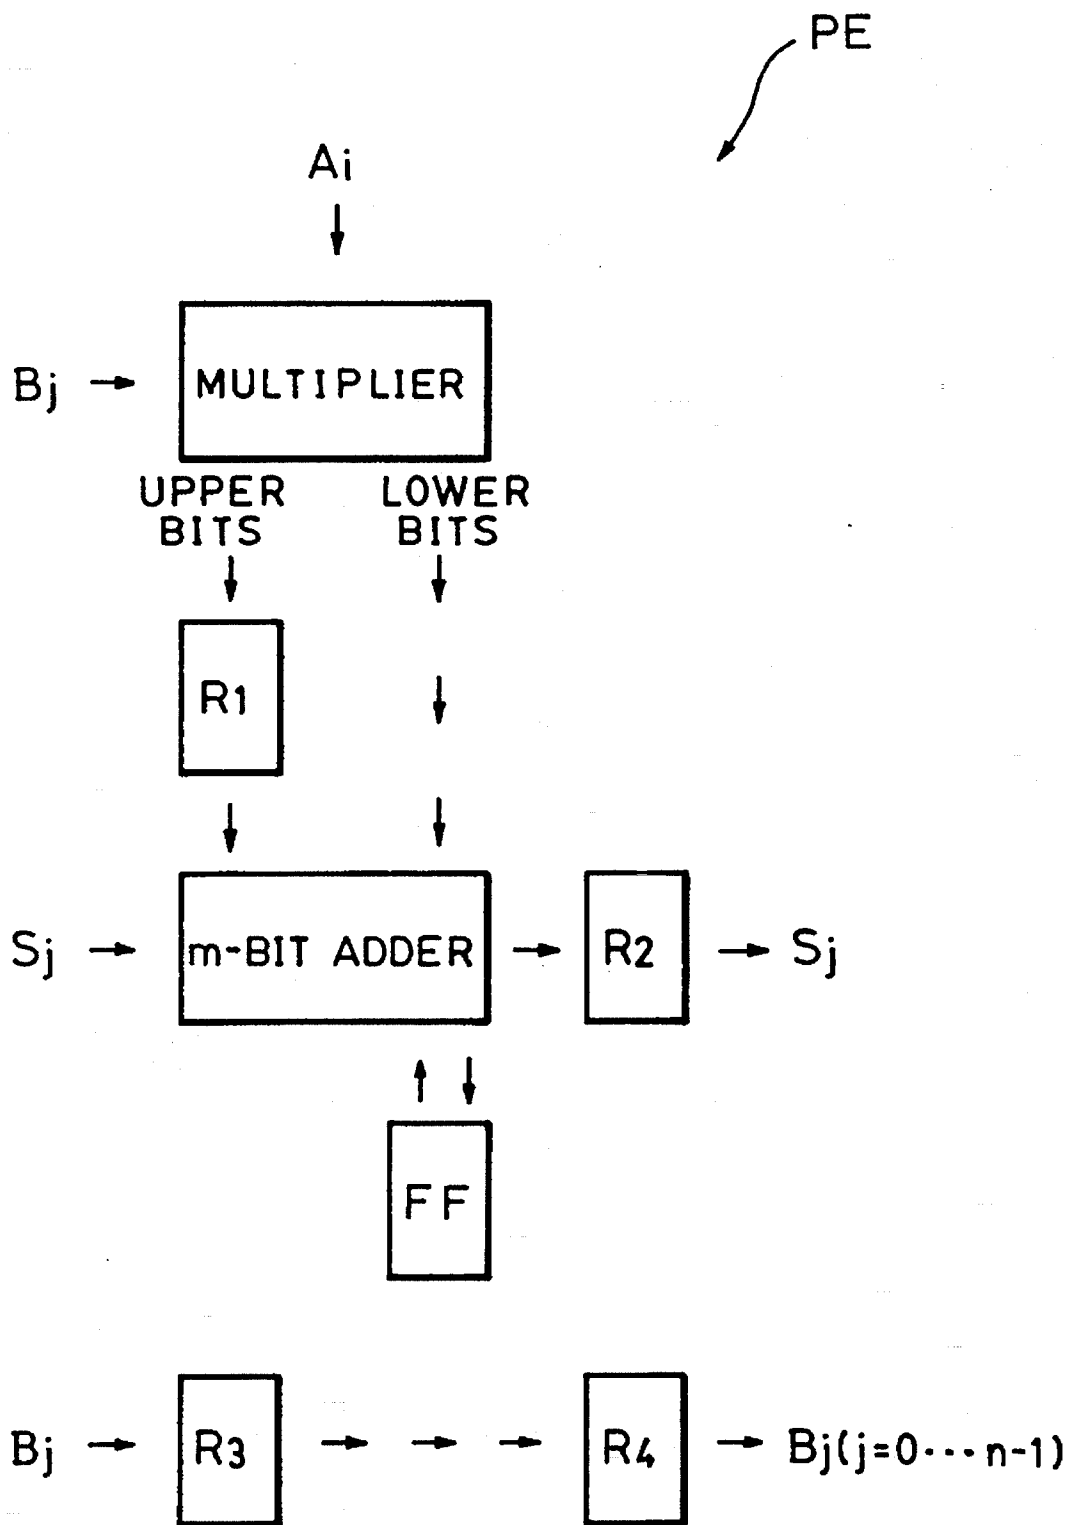 PE
Ai
Bj
MULTIPLIER
UPPER BITS
LOWER BITS
R1
Sj
m-BIT ADDER
R2
Sj
FF
Bj
R3
R4
Bj(j=0···n-1)